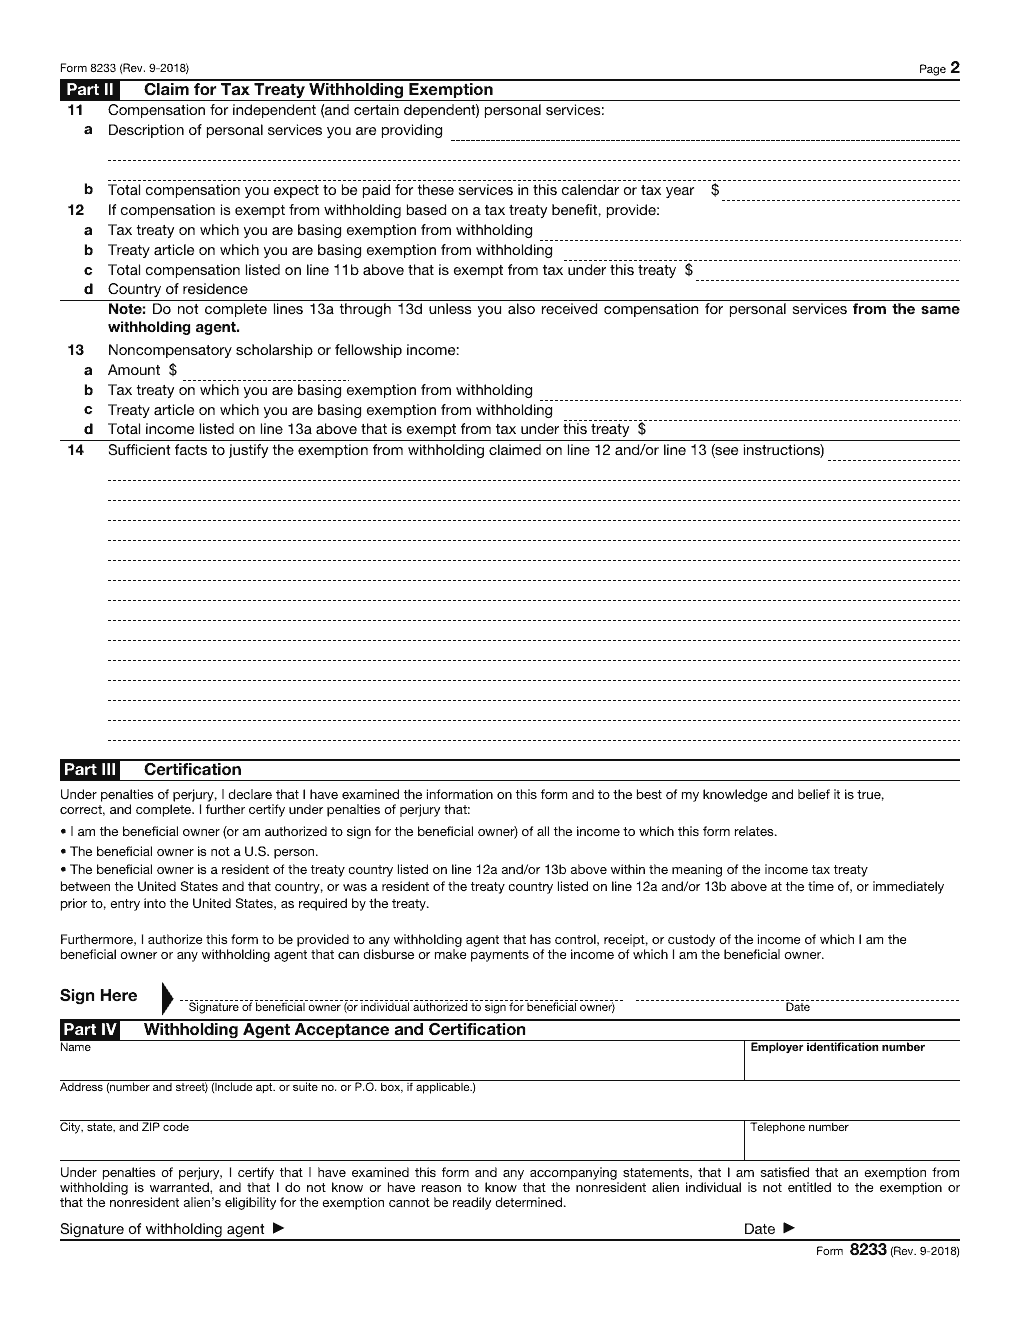 Form 8233 (Rev. 9-2018) Page 2
Part II Claim for Tax Treaty Withholding Exemption
11 Compensation for independent (and certain dependent) personal services:
a Description of personal services you are providing
b Total compensation you expect to be paid for these services in this calendar or tax year $
12 If compensation is exempt from withholding based on a tax treaty benefit, provide:
a Tax treaty on which you are basing exemption from withholding
b Treaty article on which you are basing exemption from withholding
c Total compensation listed on line 11b above that is exempt from tax under this treaty $
d Country of residence
Note: Do not complete lines 13a through 13d unless you also received compensation for personal services from the same
withholding agent.
13 Noncompensatory scholarship or fellowship income:
a Amount $
b Tax treaty on which you are basing exemption from withholding
c Treaty article on which you are basing exemption from withholding
d Total income listed on line 13a above that is exempt from tax under this treaty $
14 Sufficient facts to justify the exemption from withholding claimed on line 12 and/or line 13 (see instructions)
Part III Certification
Under penalties of perjury, I declare that I have examined the information on this form and to the best of my knowledge and belief it is true,
correct, and complete. I further certify under penalties of perjury that:
• I am the beneficial owner (or am authorized to sign for the beneficial owner) of all the income to which this form relates.
• The beneficial owner is not a U.S. person.
• The beneficial owner is a resident of the treaty country listed on line 12a and/or 13b above within the meaning of the income tax treaty
between the United States and that country, or was a resident of the treaty country listed on line 12a and/or 13b above at the time of, or immediately
prior to, entry into the United States, as required by the treaty.
Furthermore, I authorize this form to be provided to any withholding agent that has control, receipt, or custody of the income of which I am the
beneficial owner or any withholding agent that can disburse or make payments of the income of which I am the beneficial owner.
Sign Here
Signature of beneficial owner (or individual authorized to sign for beneficial owner) Date
Part IV Withholding Agent Acceptance and Certification
Name Employer identification number
Address (number and street) (Include apt. or suite no. or P.O. box, if applicable.)
City, state, and ZIP code Telephone number
Under penalties of perjury, I certify that I have examined this form and any accompanying statements, that I am satisfied that an exemption from
withholding is warranted, and that I do not know or have reason to know that the nonresident alien individual is not entitled to the exemption or
that the nonresident alien's eligibility for the exemption cannot be readily determined.
Signature of withholding agent ▶ Date ▶
Form 8233 (Rev. 9-2018)